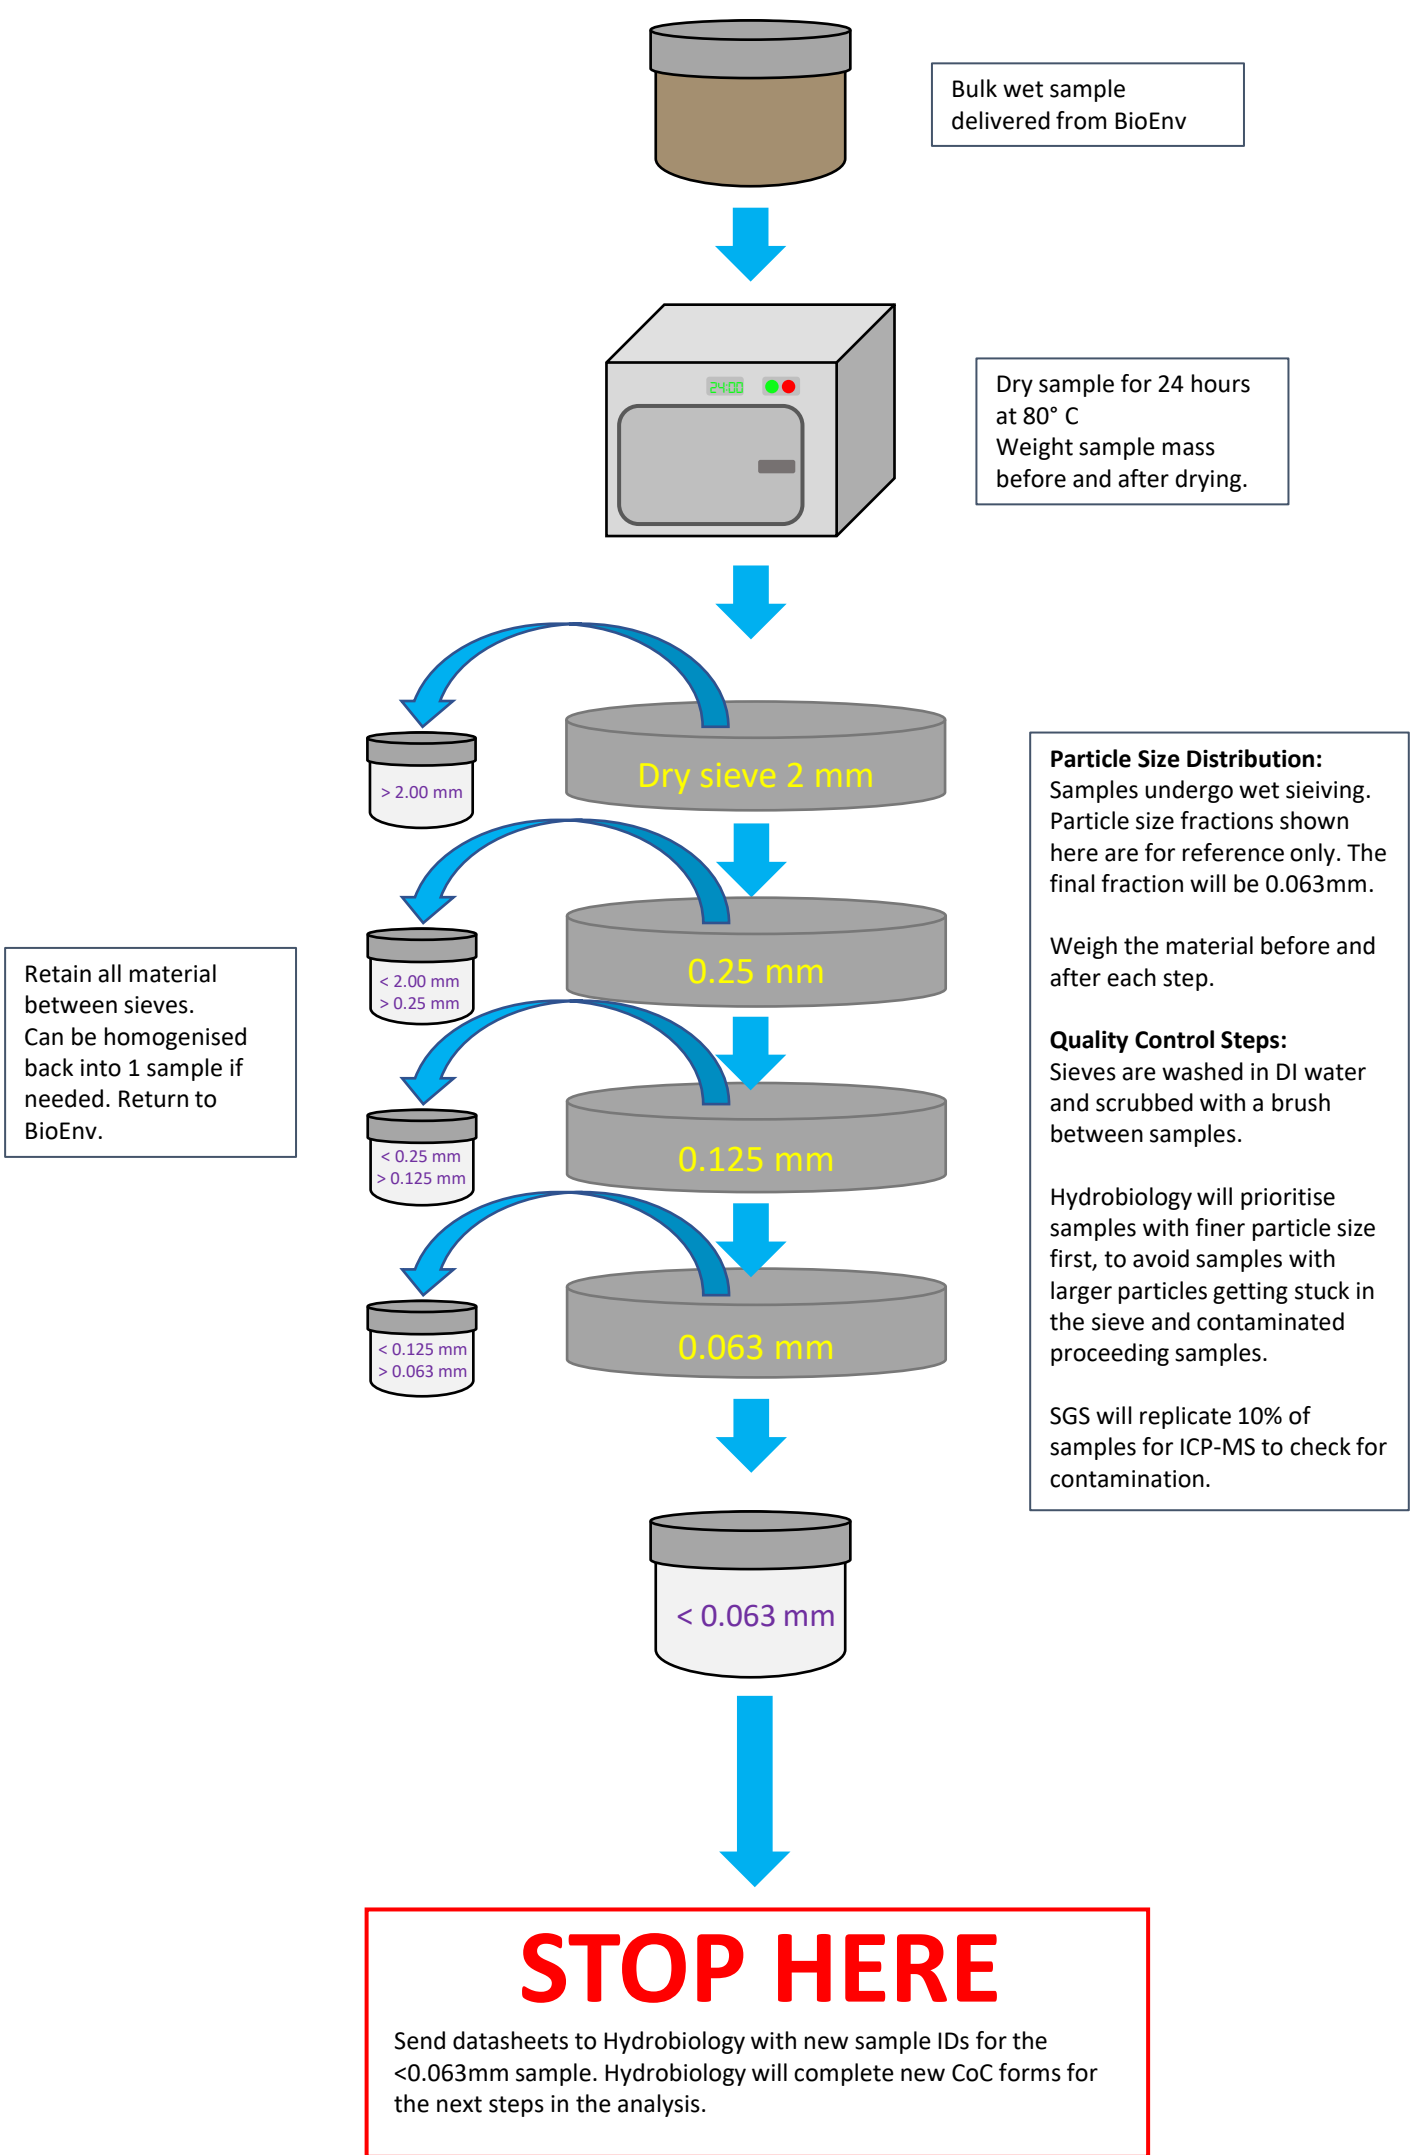 Bulk wet sample
delivered from BioEnv
24:00
Dry sample for 24 hours
at 80° C
Weight sample mass
before and after drying.
Dry sieve 2 mm
> 2.00 mm
0.25 mm
< 2.00 mm
> 0.25 mm
0.125 mm
< 0.25 mm
> 0.125 mm
0.063 mm
< 0.125 mm
> 0.063 mm
Retain all material
between sieves.
Can be homogenised
back into 1 sample if
needed. Return to
BioEnv.
Particle Size Distribution:
Samples undergo wet sieiving.
Particle size fractions shown
here are for reference only. The
final fraction will be 0.063mm.
Weigh the material before and
after each step.
Quality Control Steps:
Sieves are washed in DI water
and scrubbed with a brush
between samples.
Hydrobiology will prioritise
samples with finer particle size
first, to avoid samples with
larger particles getting stuck in
the sieve and contaminated
proceeding samples.
SGS will replicate 10% of
samples for ICP-MS to check for
contamination.
< 0.063 mm
STOP HERE
Send datasheets to Hydrobiology with new sample IDs for the
<0.063mm sample. Hydrobiology will complete new CoC forms for
the next steps in the analysis.